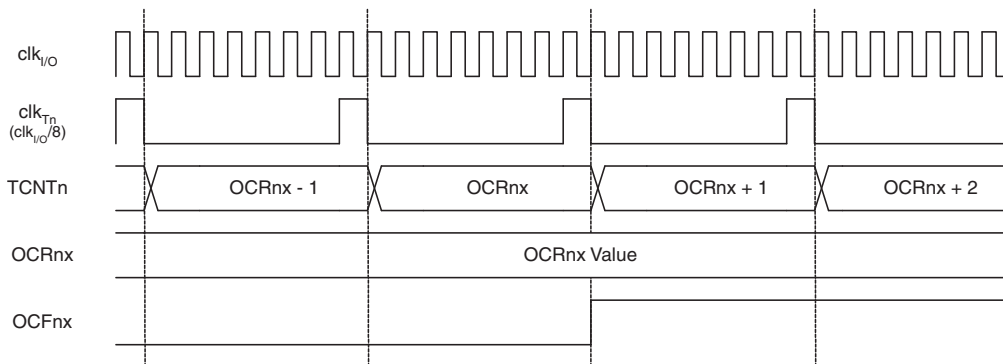 clkI/O
clkTn
(clkI/O/8)
TCNTn OCRnx - 1 OCRnx OCRnx + 1 OCRnx + 2
OCRnx OCRnx Value
OCFnx